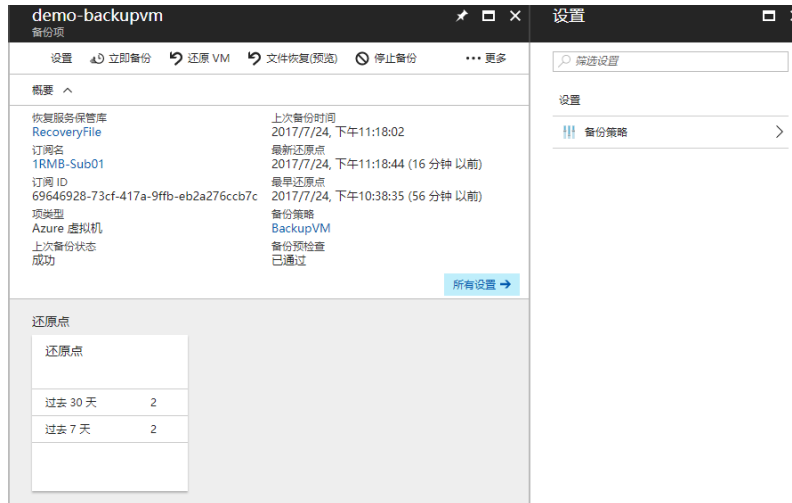 demo-backupvm
备份项
设置 立即备份 还原 VM 文件恢复(预览) 停止备份 ••• 更多
概要
恢复服务保管库
RecoveryFile
订阅名
1RMB-Sub01
订阅 ID
69646928-73cf-417a-9ffb-eb2a276ccb7c
项类型
Azure 虚拟机
上次备份状态
成功
上次备份时间
2017/7/24, 下午11:18:02
最新还原点
2017/7/24, 下午11:18:44 (16 分钟 以前)
最早还原点
2017/7/24, 下午10:38:35 (56 分钟 以前)
备份策略
BackupVM
备份预检查
已通过
所有设置
还原点
还原点
过去 30 天 2
过去 7 天 2
设置
筛选设置
设置
备份策略